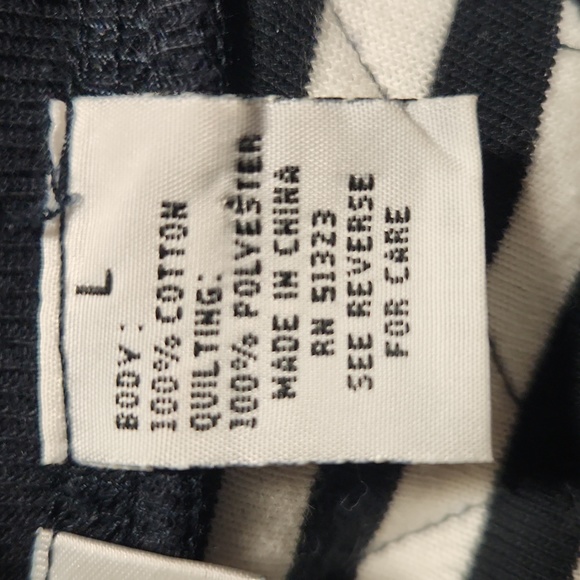 L
BODY:
100% COTTON
QUILTING:
100% POLYESTER
MADE IN CHINA
RN 51323
SEE REVERSE
FOR CARE